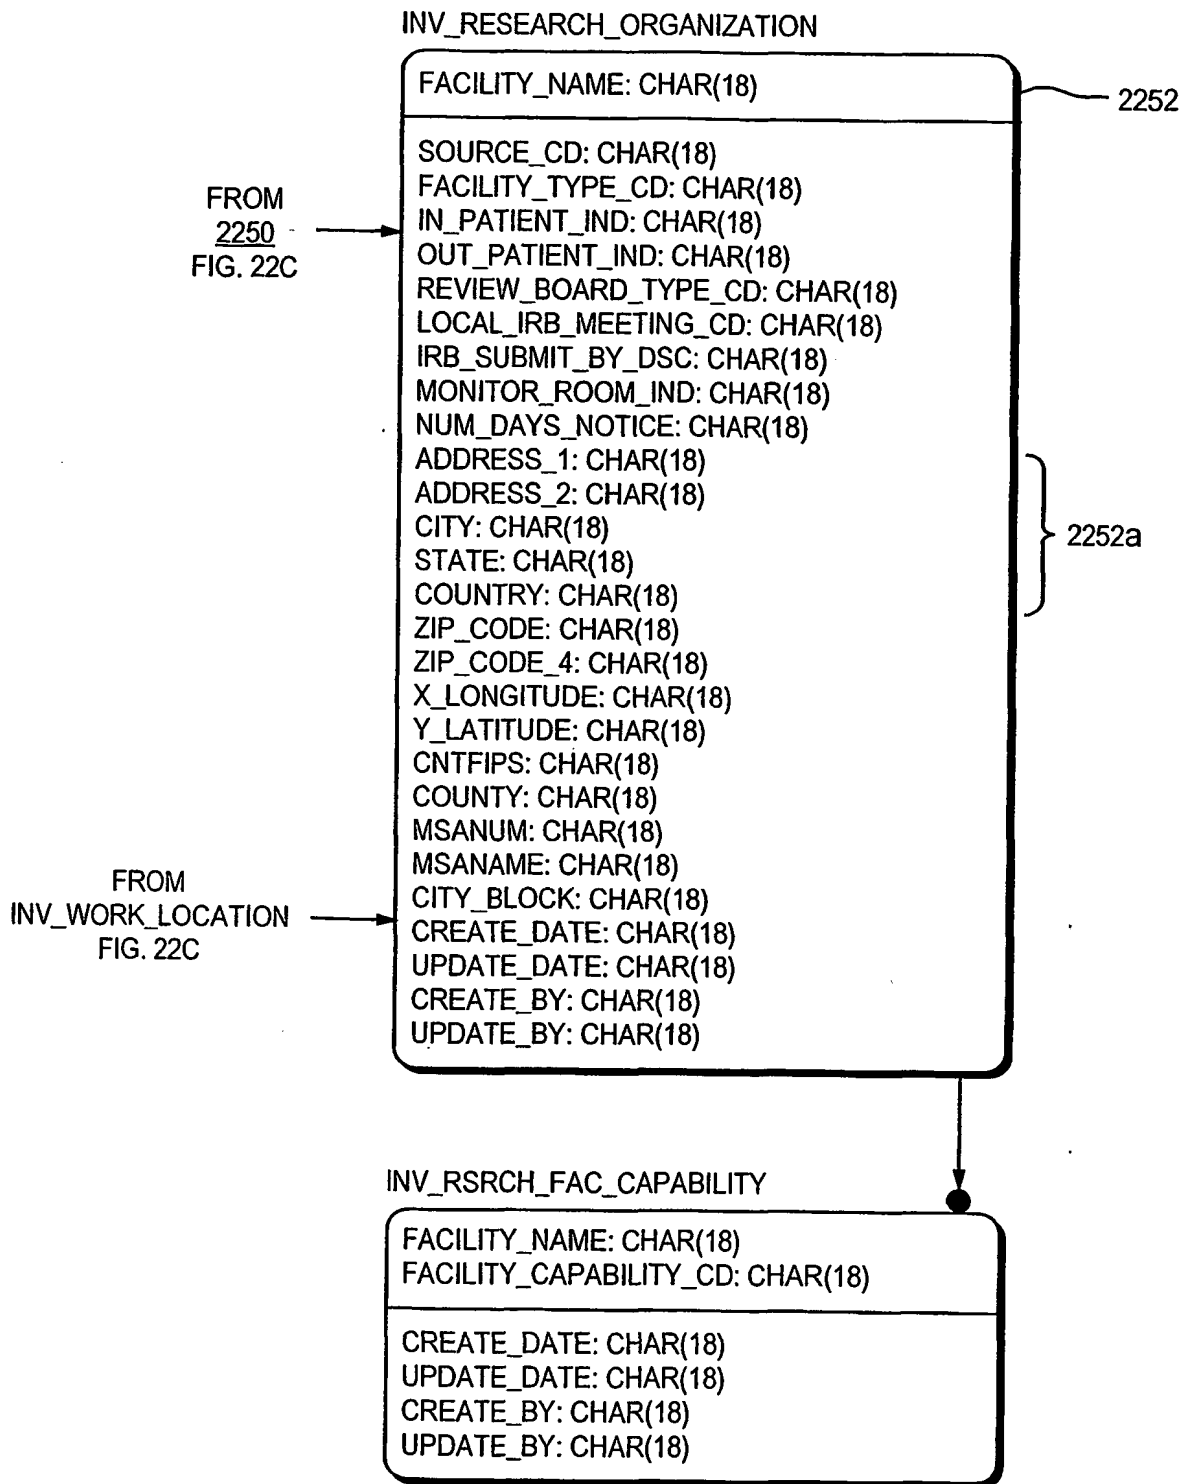 INV_RESEARCH_ORGANIZATION
FACILITY_NAME: CHAR(18)
2252
SOURCE_CD: CHAR(18)
FACILITY_TYPE_CD: CHAR(18)
IN_PATIENT_IND: CHAR(18)
OUT_PATIENT_IND: CHAR(18)
REVIEW_BOARD_TYPE_CD: CHAR(18)
LOCAL_IRB_MEETING_CD: CHAR(18)
IRB_SUBMIT_BY_DSC: CHAR(18)
MONITOR_ROOM_IND: CHAR(18)
NUM_DAYS_NOTICE: CHAR(18)
ADDRESS_1: CHAR(18)
ADDRESS_2: CHAR(18)
CITY: CHAR(18)
STATE: CHAR(18)
COUNTRY: CHAR(18)
ZIP_CODE: CHAR(18)
ZIP_CODE_4: CHAR(18)
X_LONGITUDE: CHAR(18)
Y_LATITUDE: CHAR(18)
CNTFIPS: CHAR(18)
COUNTY: CHAR(18)
MSANUM: CHAR(18)
MSANAME: CHAR(18)
CITY_BLOCK: CHAR(18)
CREATE_DATE: CHAR(18)
UPDATE_DATE: CHAR(18)
CREATE_BY: CHAR(18)
UPDATE_BY: CHAR(18)
FROM
2250
FIG. 22C
2252a
FROM
INV_WORK_LOCATION
FIG. 22C
INV_RSRCH_FAC_CAPABILITY
FACILITY_NAME: CHAR(18)
FACILITY_CAPABILITY_CD: CHAR(18)
CREATE_DATE: CHAR(18)
UPDATE_DATE: CHAR(18)
CREATE_BY: CHAR(18)
UPDATE_BY: CHAR(18)